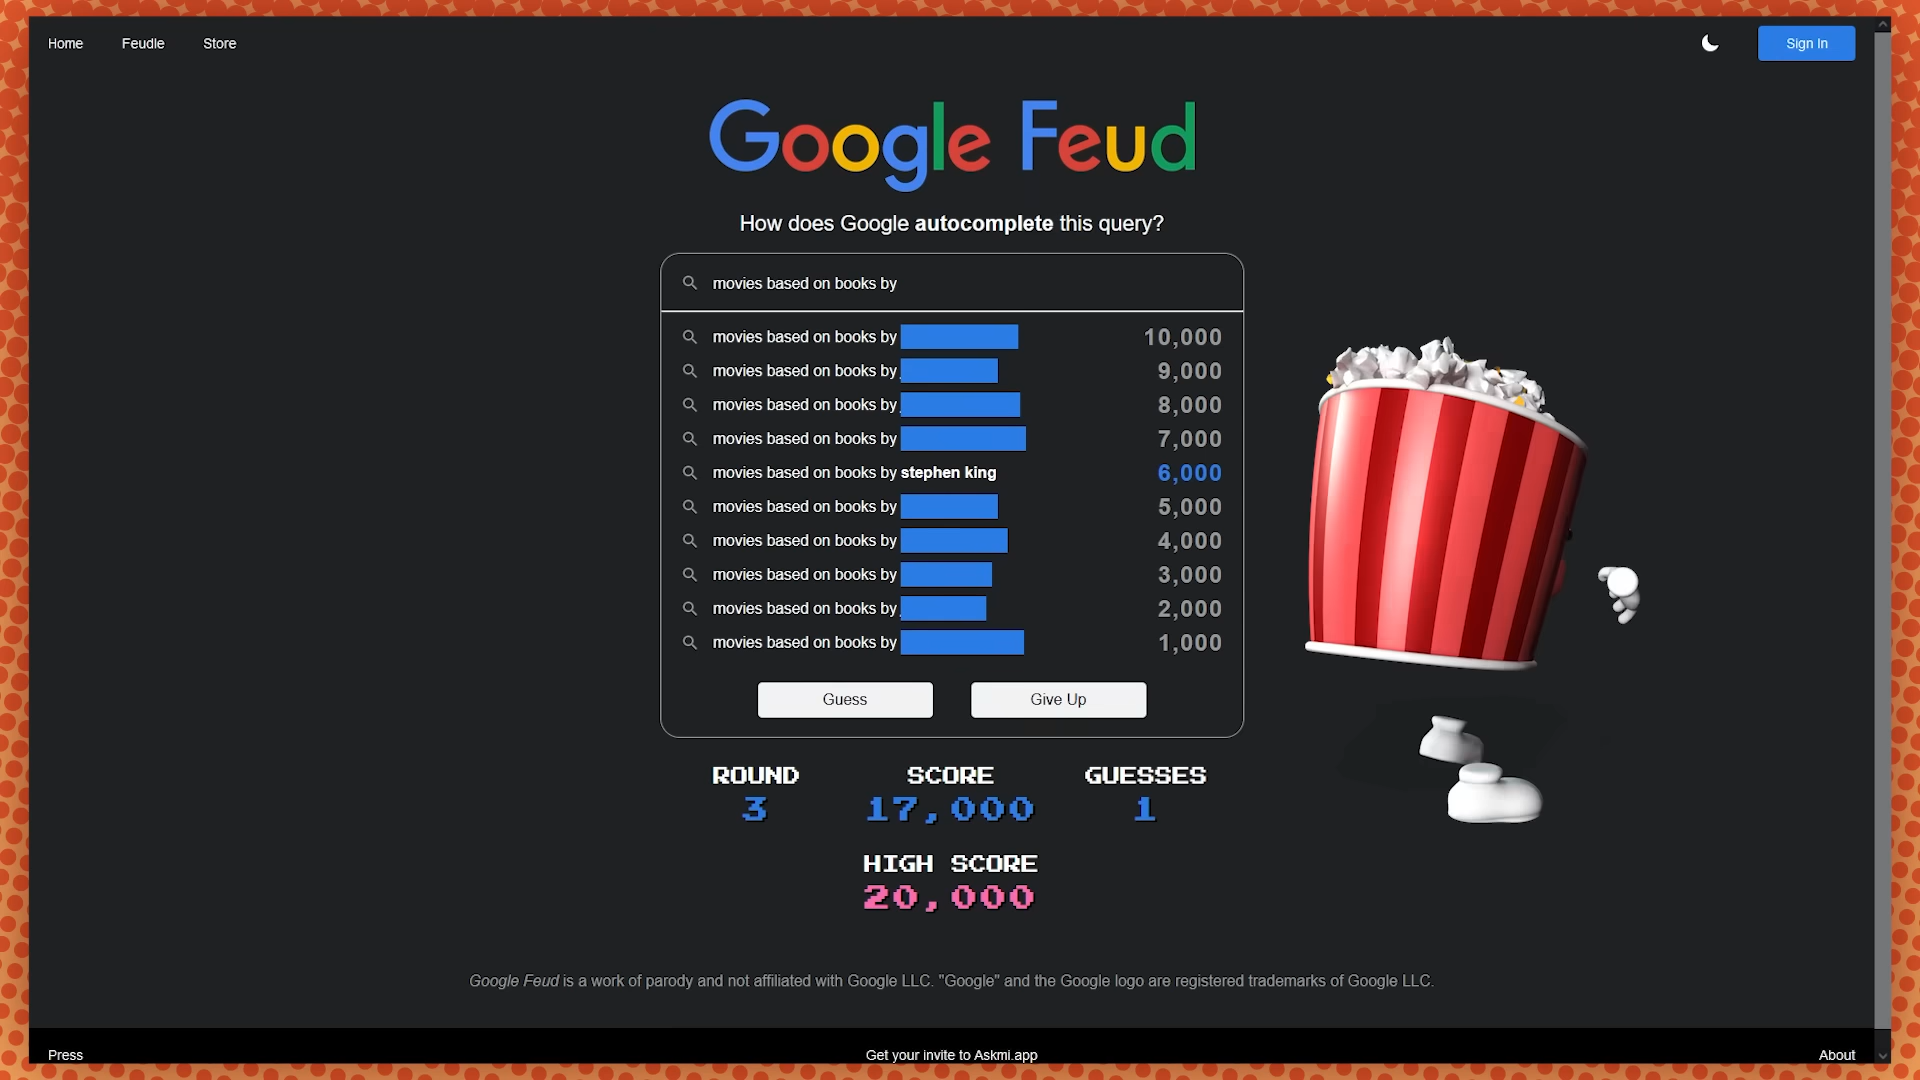 Home Feudle Store Sign In
Google Feud
How does Google autocomplete this query?
movies based on books by
movies based on books by 10,000
movies based on books by 9,000
movies based on books by 8,000
movies based on books by 7,000
movies based on books by stephen king 6,000
movies based on books by 5,000
movies based on books by 4,000
movies based on books by 3,000
movies based on books by 2,000
movies based on books by 1,000
Guess Give Up
ROUND SCORE GUESSES
3 17,000 1
HIGH SCORE
20,000
Google Feud is a work of parody and not affiliated with Google LLC. "Google" and the Google logo are registered trademarks of Google LLC.
Press Get your invite to Askmi.app About